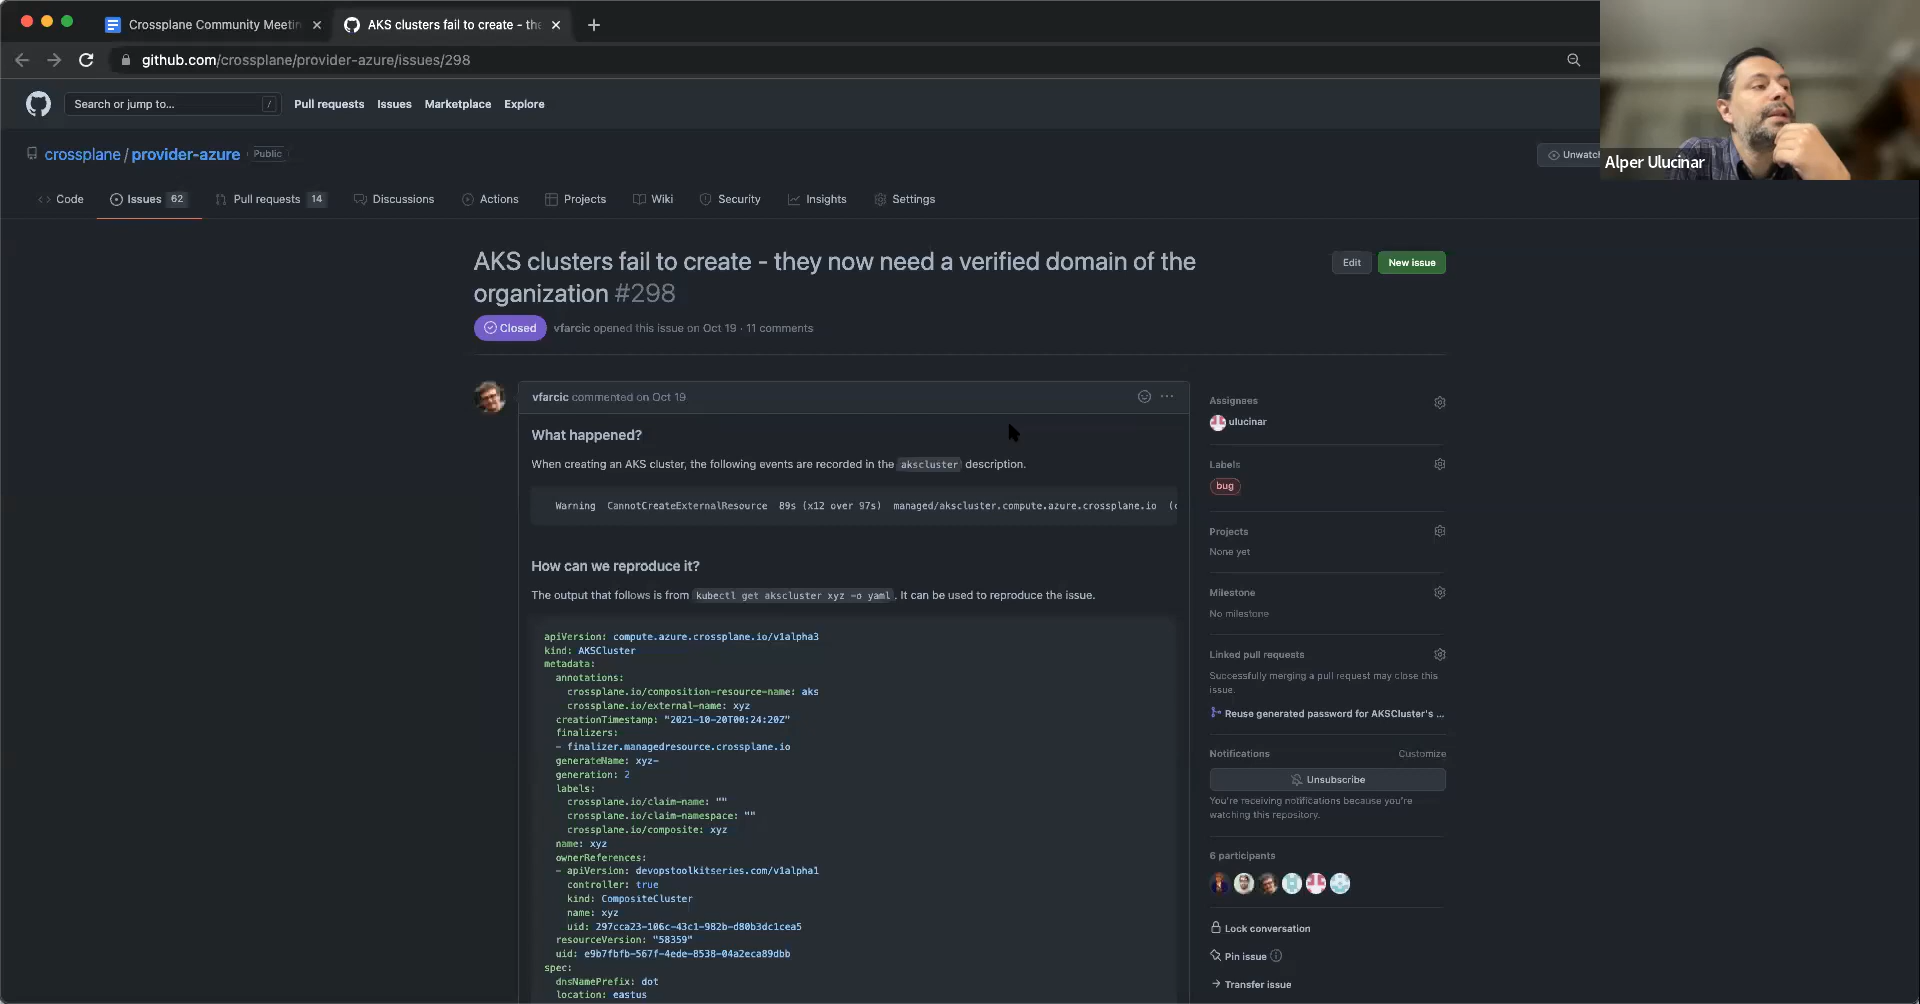 Crossplane Community Meetin
AKS clusters fail to create - the
github.com/crossplane/provider-azure/issues/298
Search or jump to... /
Pull requests Issues Marketplace Explore
crossplane / provider-azure Public
Unwatc
Alper Ulucinar
<> Code Issues 62 Pull requests 14 Discussions Actions Projects Wiki Security Insights Settings
AKS clusters fail to create - they now need a verified domain of the
organization #298
Edit New issue
Closed vfarcic opened this issue on Oct 19 · 11 comments
vfarcic commented on Oct 19
What happened?
When creating an AKS cluster, the following events are recorded in the akscluster description.
Warning CannotCreateExternalResource 89s (x12 over 97s) managed/akscluster.compute.azure.crossplane.io (c
How can we reproduce it?
The output that follows is from kubectl get akscluster xyz -o yaml . It can be used to reproduce the issue.
apiVersion: compute.azure.crossplane.io/v1alpha3
kind: AKSCluster
metadata:
annotations:
crossplane.io/composition-resource-name: aks
crossplane.io/external-name: xyz
creationTimestamp: "2021-10-20T00:24:20Z"
finalizers:
- finalizer.managedresource.crossplane.io
generateName: xyz-
generation: 2
labels:
crossplane.io/claim-name: ""
crossplane.io/claim-namespace: ""
crossplane.io/composite: xyz
name: xyz
ownerReferences:
- apiVersion: devopstoolkitseries.com/v1alpha1
controller: true
kind: CompositeCluster
name: xyz
uid: 297cca23-106c-43c1-982b-d80b3dc1cea5
resourceVersion: "58359"
uid: e9b7fbfb-567f-4ede-8538-04a2eca89dbb
spec:
dnsNamePrefix: dot
location: eastus
Assignees
ulucinar
Labels
bug
Projects
None yet
Milestone
No milestone
Linked pull requests
Successfully merging a pull request may close this
issue.
Reuse generated password for AKSCluster's ...
Notifications Customize
Unsubscribe
You're receiving notifications because you're
watching this repository.
6 participants
Lock conversation
Pin issue
Transfer issue